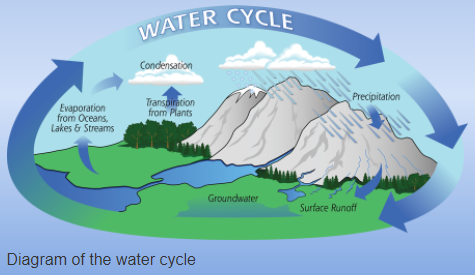 WATER CYCLE
Condensation
Precipitation
Evaporation
from Oceans,
Lakes & Streams
Transpiration
from Plants
Groundwater
Surface Runoff
Diagram of the water cycle